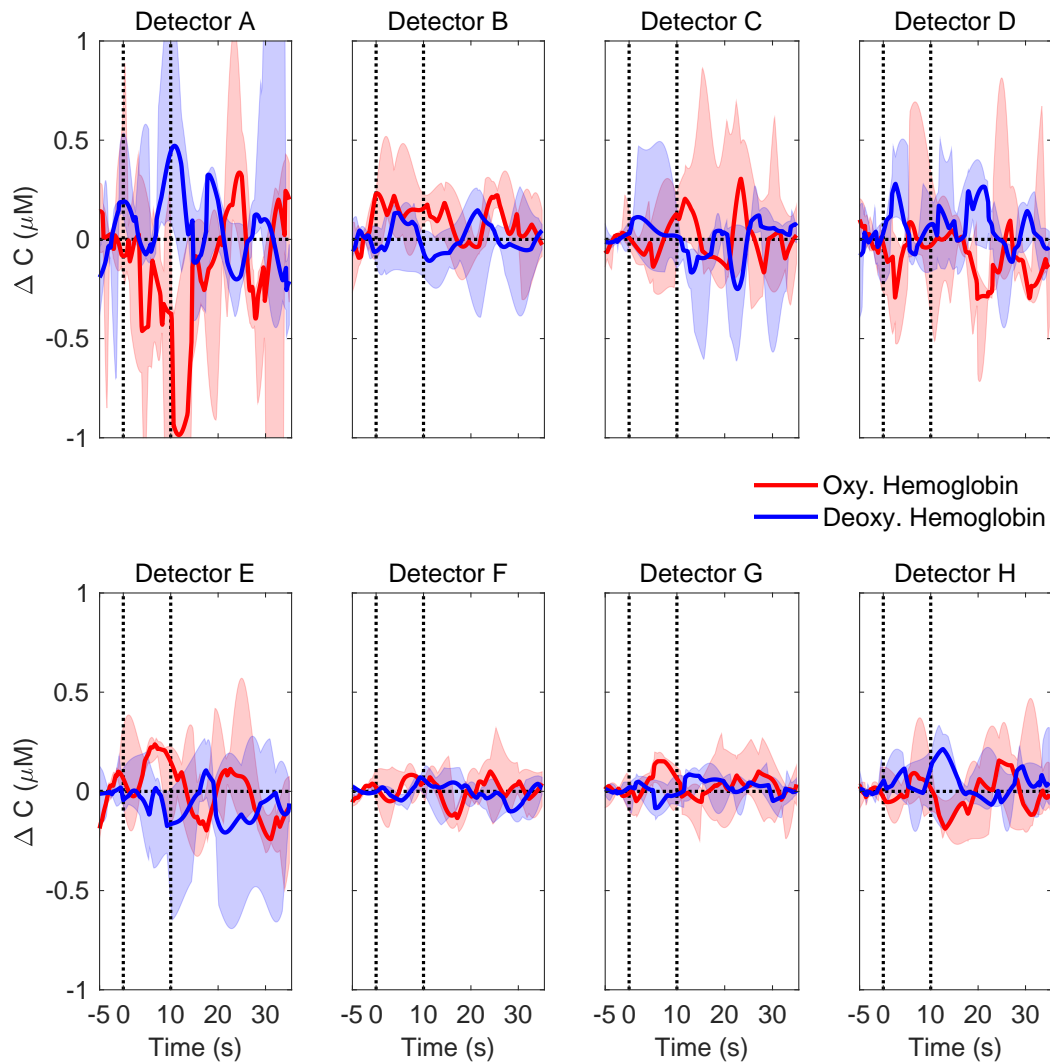 Detector A
Detector B
Detector C
Detector D
1
0.5
0
-0.5
-1
Δ C (μM)
Oxy. Hemoglobin
Deoxy. Hemoglobin
Detector E
Detector F
Detector G
Detector H
1
0.5
0
-0.5
-1
Δ C (μM)
-5 0 10 20 30
-5 0 10 20 30
-5 0 10 20 30
-5 0 10 20 30
Time (s)
Time (s)
Time (s)
Time (s)